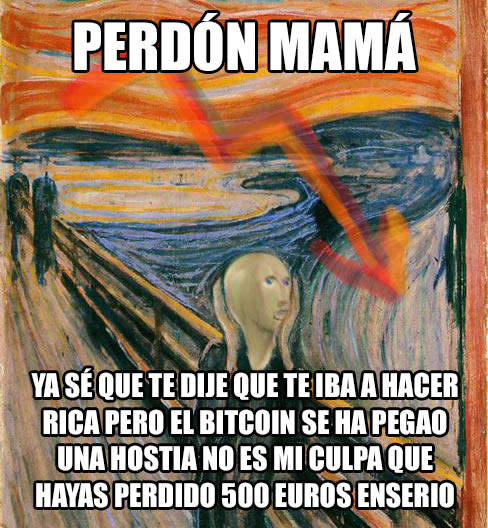 PERDÓN MAMÁ
YA SÉ QUE TE DIJE QUE TE IBA A HACER
RICA PERO EL BITCOIN SE HA PEGAO
UNA HOSTIA NO ES MI CULPA QUE
HAYAS PERDIDO 500 EUROS ENSERIO